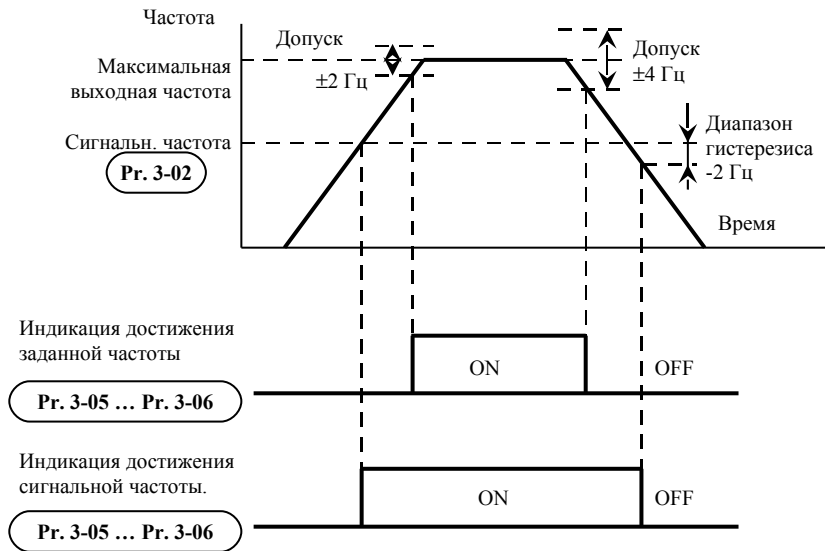 Частота
Допуск
±2 Гц
Допуск
±4 Гц
Максимальная
выходная частота
Сигнальн. частота
Pr. 3-02
Диапазон
гистерезиса
-2 Гц
Время
Индикация достижения
заданной частоты
Pr. 3-05 ... Pr. 3-06
ON
OFF
Индикация достижения
сигнальной частоты.
Pr. 3-05 ... Pr. 3-06
ON
OFF